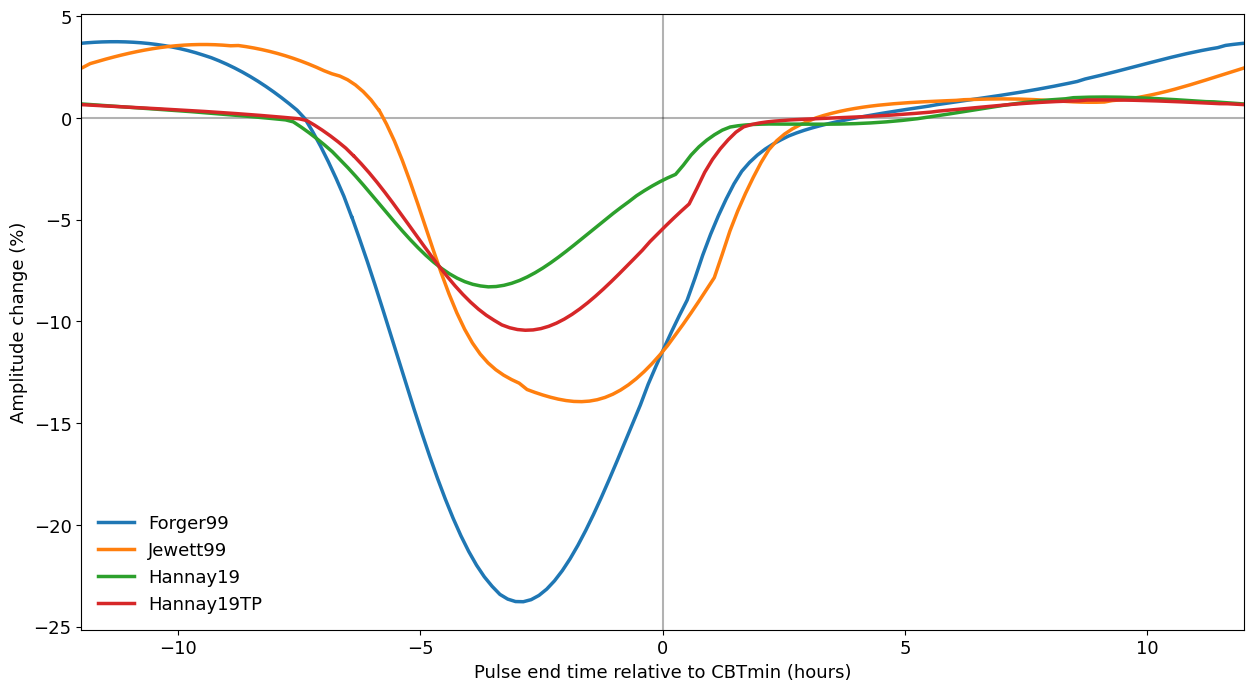 Amplitude change (%)
5
0
−5
−10
−15
−20
−25
Forger99
Jewett99
Hannay19
Hannay19TP
−10
−5
0
5
10
Pulse end time relative to CBTmin (hours)